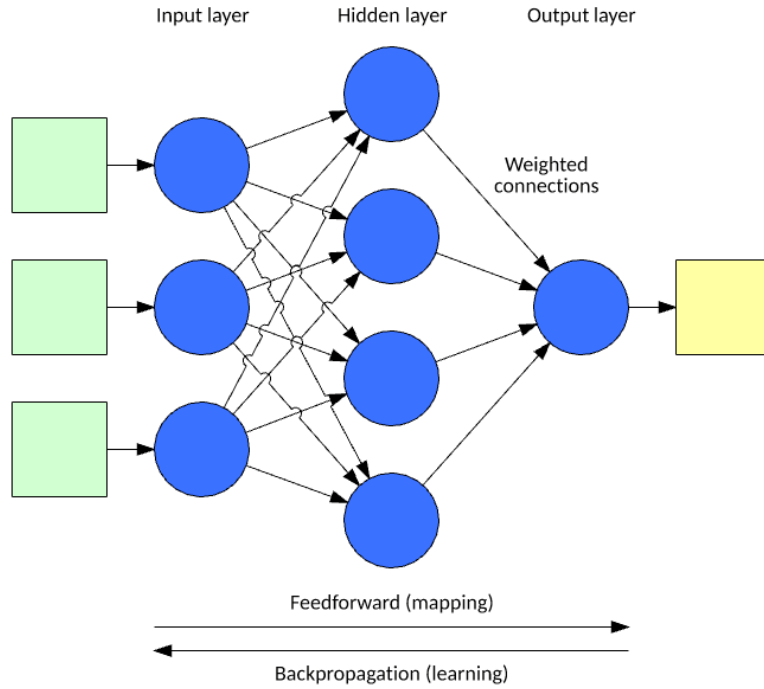 Input layer
Hidden layer
Output layer
Weighted
connections
Feedforward (mapping)
Backpropagation (learning)